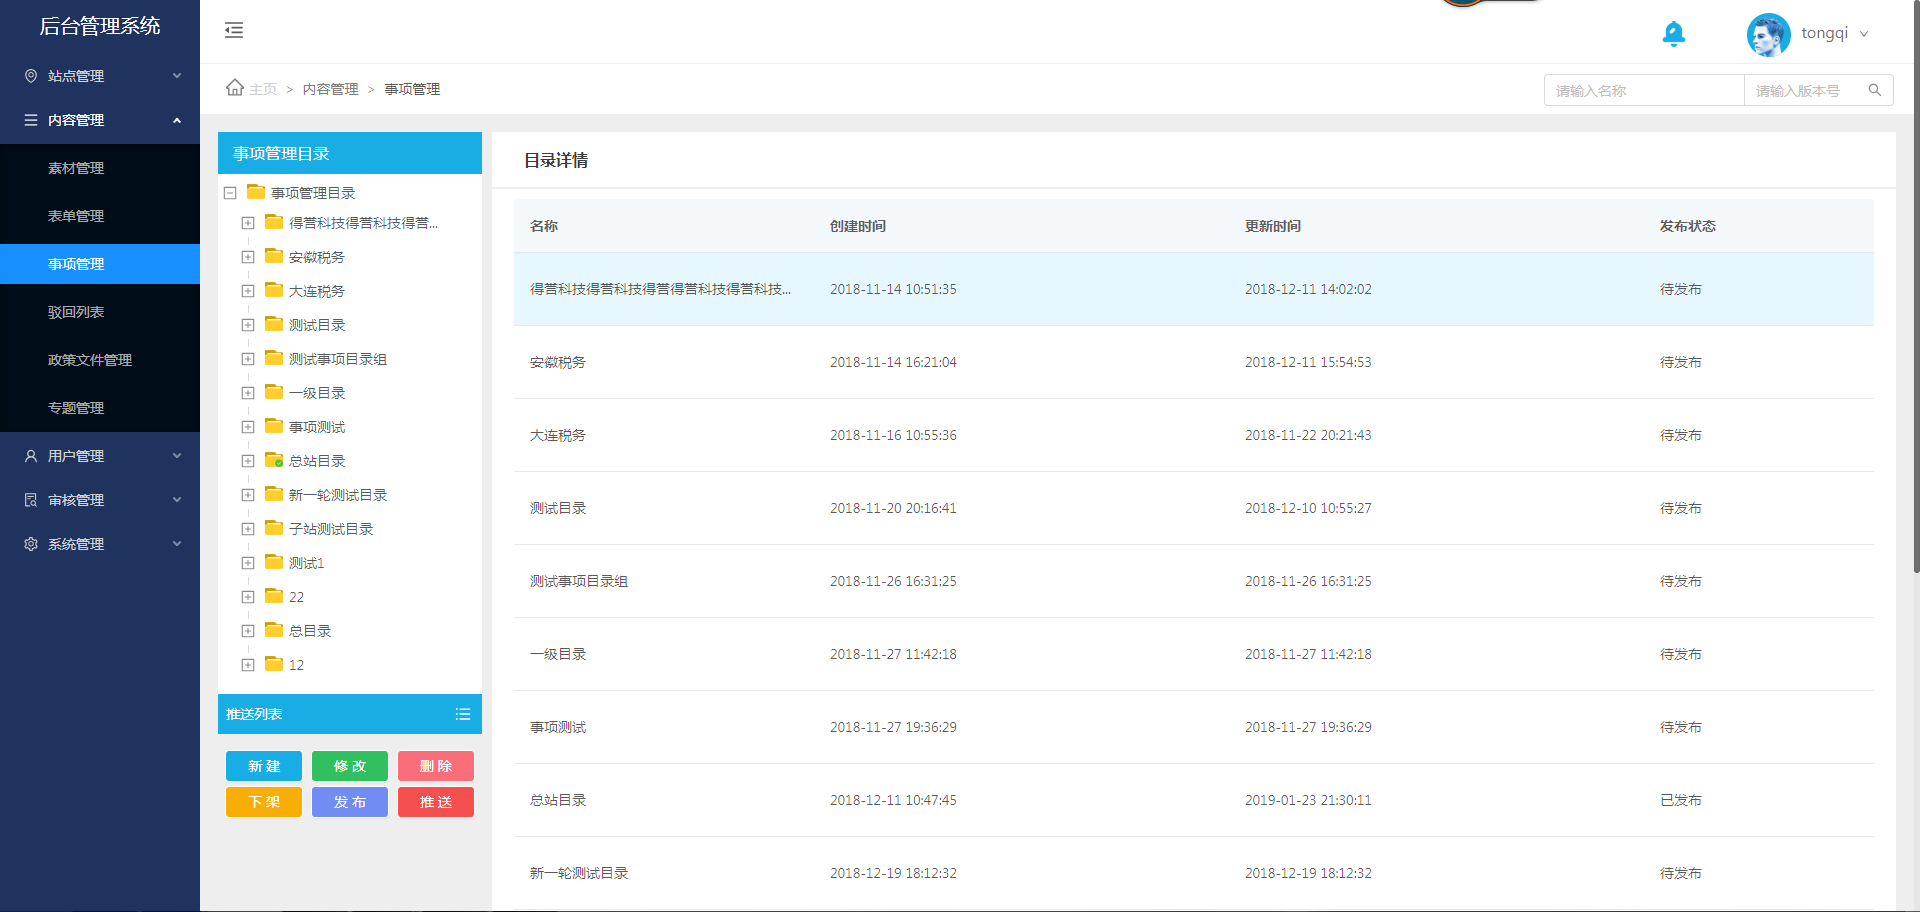 后台管理系统
站点管理
内容管理
素材管理
表单管理
事项管理
驳回列表
政策文件管理
专题管理
用户管理
审核管理
系统管理
tongqi
主页 > 内容管理 > 事项管理
请输入名称
请输入版本号
事项管理目录
事项管理目录
得誉科技得誉科技得誉...
安徽税务
大连税务
测试目录
测试事项目录组
一级目录
事项测试
总站目录
新一轮测试目录
子站测试目录
测试1
22
总目录
12
推送列表
新 建 修 改 删 除
下 架 发 布 推 送
目录详情
名称 创建时间 更新时间 发布状态
得誉科技得誉科技得誉得誉科技得誉科技... 2018-11-14 10:51:35 2018-12-11 14:02:02 待发布
安徽税务 2018-11-14 16:21:04 2018-12-11 15:54:53 待发布
大连税务 2018-11-16 10:55:36 2018-11-22 20:21:43 待发布
测试目录 2018-11-20 20:16:41 2018-12-10 10:55:27 待发布
测试事项目录组 2018-11-26 16:31:25 2018-11-26 16:31:25 待发布
一级目录 2018-11-27 11:42:18 2018-11-27 11:42:18 待发布
事项测试 2018-11-27 19:36:29 2018-11-27 19:36:29 待发布
总站目录 2018-12-11 10:47:45 2019-01-23 21:30:11 已发布
新一轮测试目录 2018-12-19 18:12:32 2018-12-19 18:12:32 待发布